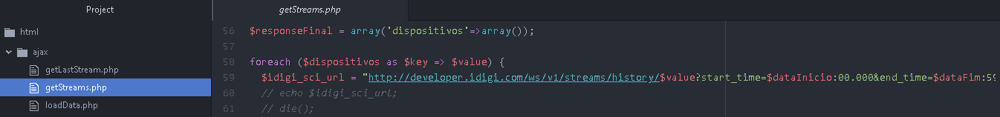 Project
getStreams.php
html
ajax
getLastStream.php
getStreams.php
loadData.php
56 $responseFinal = array('dispositivos'=>array());
57
58 foreach ($dispositivos as $key => $value) {
59 $idigi_sci_url = "http://developer.idigi.com/ws/v1/streams/history/$value?start_time=$dataInicio:00.000&end_time=$dataFim:59
60 // echo $idigi_sci_url;
61 // die();